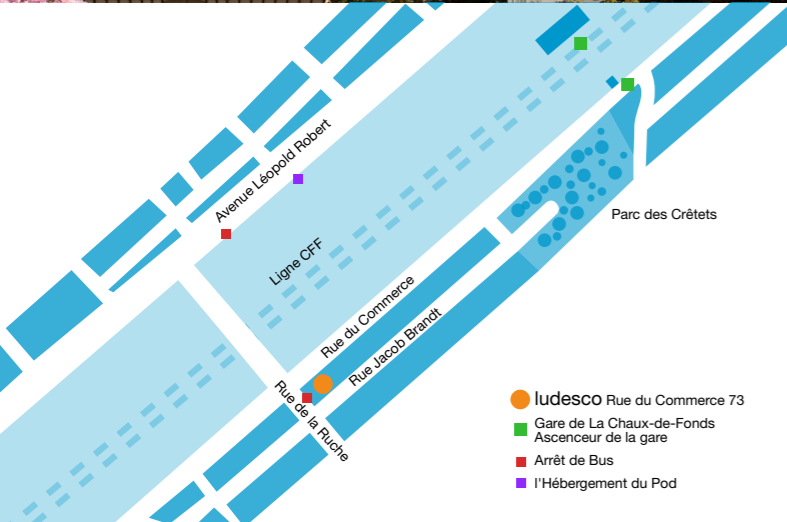 Avenue Léopold Robert
Ligne CFF
Parc des Crêtets
Rue du Commerce
Rue Jacob Brandt
Rue de la Ruche
ludesco Rue du Commerce 73
Gare de La Chaux-de-Fonds
Ascenceur de la gare
Arrêt de Bus
l'Hébergement du Pod